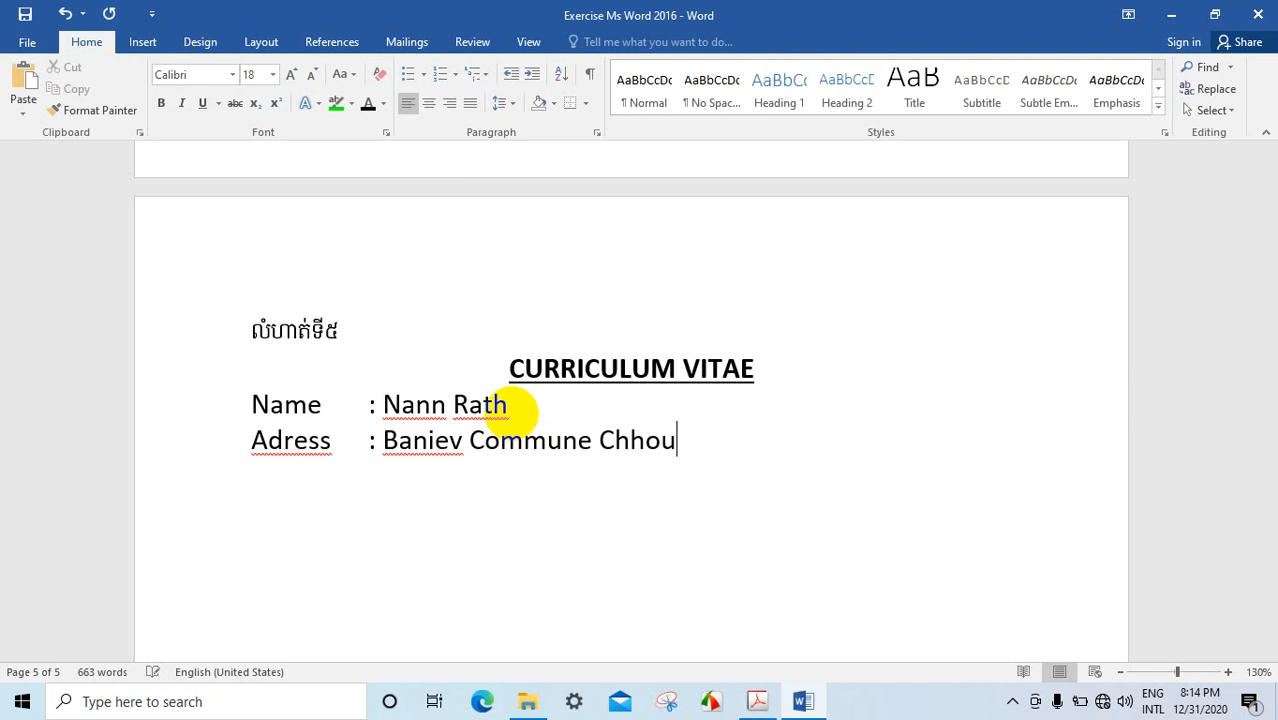 Exercise Ms Word 2016 - Word
File Home Insert Design Layout References Mailings Review View Tell me what you want to do... Sign in Share
Paste
Cut
Copy
Format Painter
Calibri 18
AaBbCcDc AaBbCcDc AaBbCc AaBbCcD AaB AaBbCcD AaBbCcDc AaBbCcDc
¶ Normal ¶ No Spac... Heading Heading 2 Title Subtitle Subtle Em... Emphasis
Find
Replace
Select
Clipboard Font Paragraph Styles Editing
លំហាត់ទី៥
CURRICULUM VITAE
Name : Nann Rath
Adress : Baniev Commune Chhou
Page 5 of 5 663 words English (United States) 130%
Type here to search
ENG
INTL
8:14 PM
12/31/2020